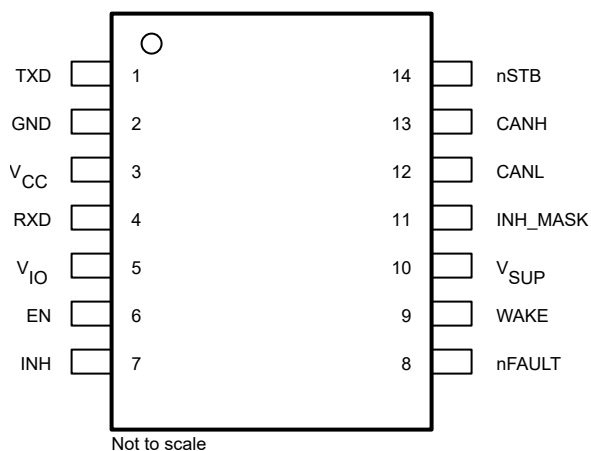 TXD 1 14 nSTB
GND 2 13 CANH
VCC 3 12 CANL
RXD 4 11 INH_MASK
VIO 5 10 VSUP
EN 6 9 WAKE
INH 7 8 nFAULT
Not to scale